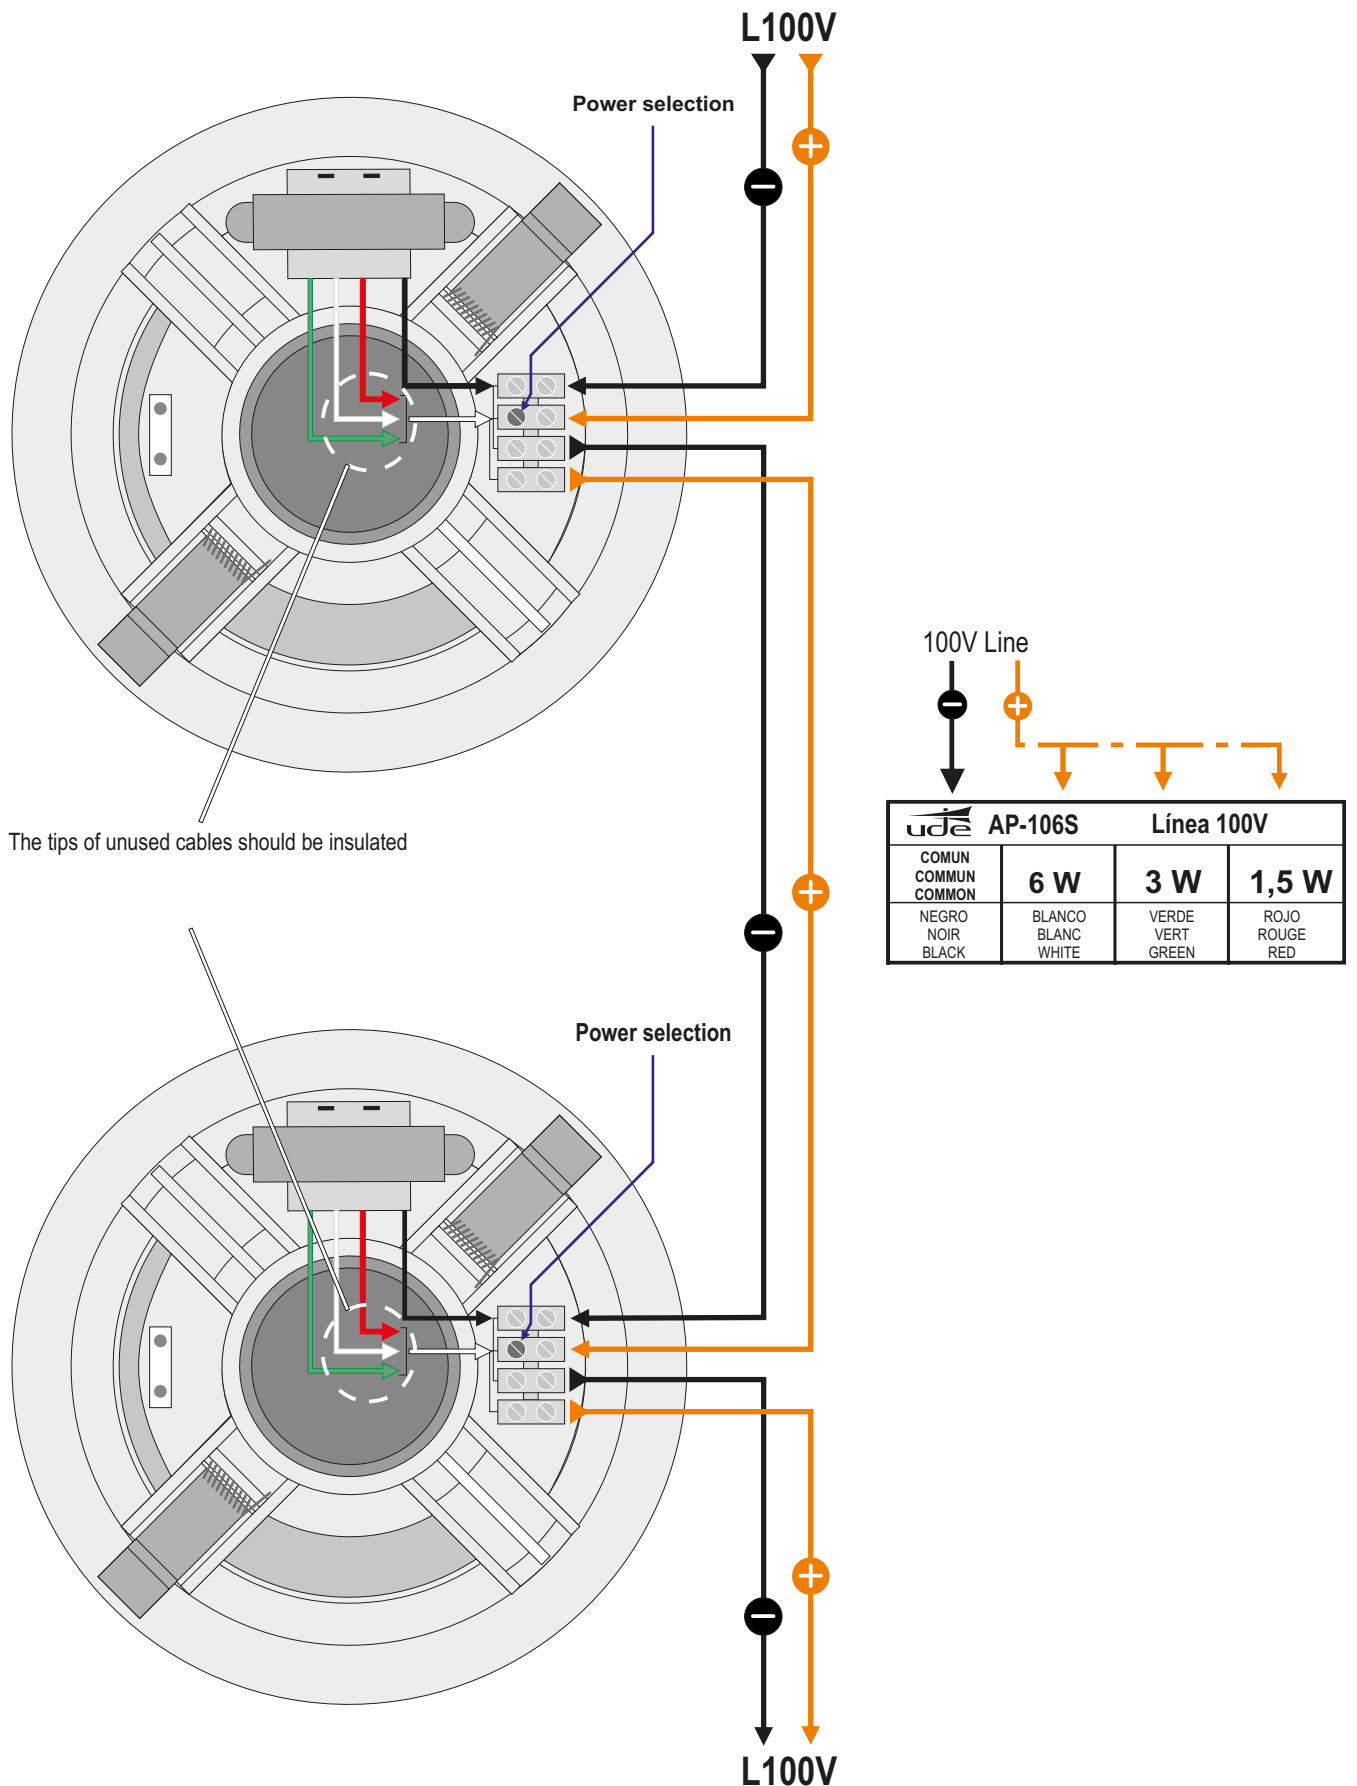 L100V
Power selection
The tips of unused cables should be insulated
100V Line
ude AP-106S Línea 100V
COMUN
COMMUN
COMMON
6 W
3 W
1,5 W
NEGRO
NOIR
BLACK
BLANCO
BLANC
WHITE
VERDE
VERT
GREEN
ROJO
ROUGE
RED
Power selection
L100V